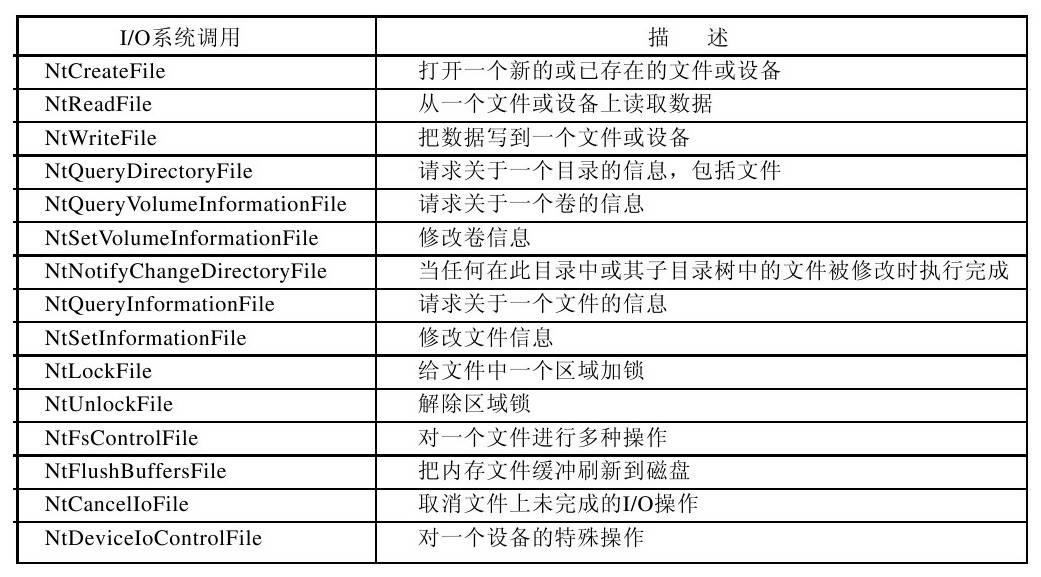 I/O系统调用 描 述
NtCreateFile 打开一个新的或已存在的文件或设备
NtReadFile 从一个文件或设备上读取数据
NtWriteFile 把数据写到一个文件或设备
NtQueryDirectoryFile 请求关于一个目录的信息，包括文件
NtQueryVolumeInformationFile 请求关于一个卷的信息
NtSetVolumeInformationFile 修改卷信息
NtNotifyChangeDirectoryFile 当任何在此目录中或其子目录树中的文件被修改时执行完成
NtQueryInformationFile 请求关于一个文件的信息
NtSetInformationFile 修改文件信息
NtLockFile 给文件中一个区域加锁
NtUnlockFile 解除区域锁
NtFsControlFile 对一个文件进行多种操作
NtFlushBuffersFile 把内存文件缓冲刷新到磁盘
NtCancelIoFile 取消文件上未完成的I/O操作
NtDeviceIoControlFile 对一个设备的特殊操作